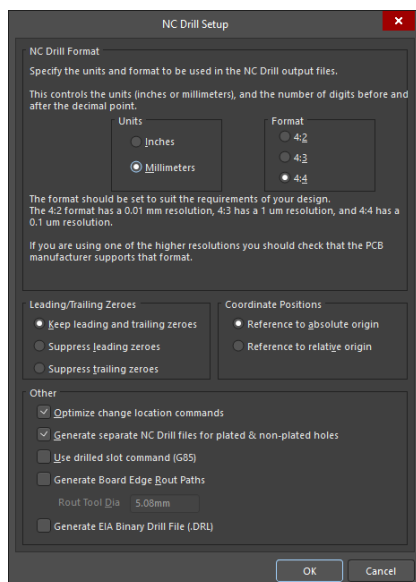 NC Drill Setup
NC Drill Format
Specify the units and format to be used in the NC Drill output files.
This controls the units (inches or millimeters), and the number of digits before and
after the decimal point.
Units
Inches
Millimeters
Format
4:2
4:3
4:4
The format should be set to suit the requirements of your design.
The 4:2 format has a 0.01 mm resolution, 4:3 has a 1 um resolution, and 4:4 has a
0.1 um resolution.
If you are using one of the higher resolutions you should check that the PCB
manufacturer supports that format.
Leading/Trailing Zeroes
Keep leading and trailing zeroes
Suppress leading zeroes
Suppress trailing zeroes
Coordinate Positions
Reference to absolute origin
Reference to relative origin
Other
Optimize change location commands
Generate separate NC Drill files for plated & non-plated holes
Use drilled slot command (G85)
Generate Board Edge Rout Paths
Rout Tool Dia 5.08mm
Generate EIA Binary Drill File (.DRL)
OK Cancel